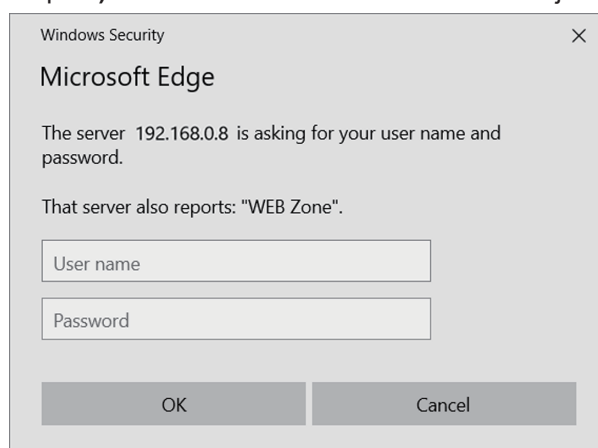 Windows Security
Microsoft Edge
The server 192.168.0.8 is asking for your user name and
password.
That server also reports: "WEB Zone".
User name
Password
OK
Cancel